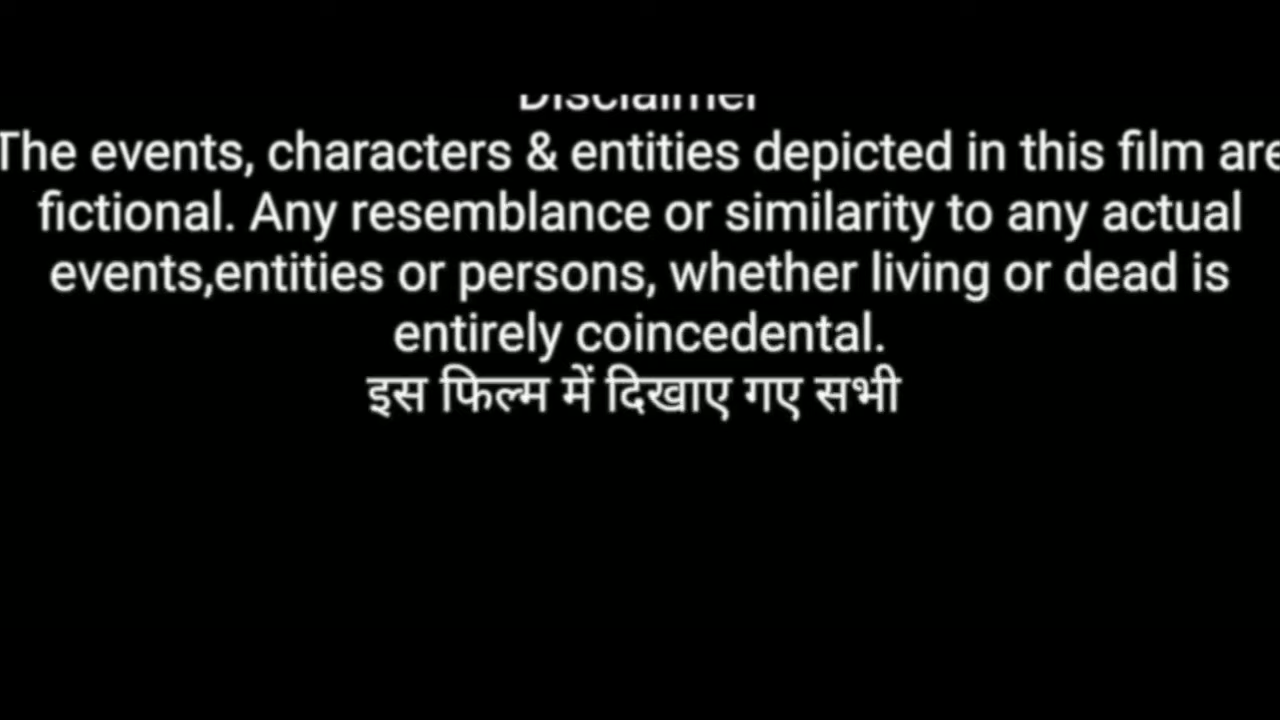 Disclaimer
The events, characters & entities depicted in this film are
fictional. Any resemblance or similarity to any actual
events,entities or persons, whether living or dead is
entirely coincedental.
इस फिल्म में दिखाए गए सभी